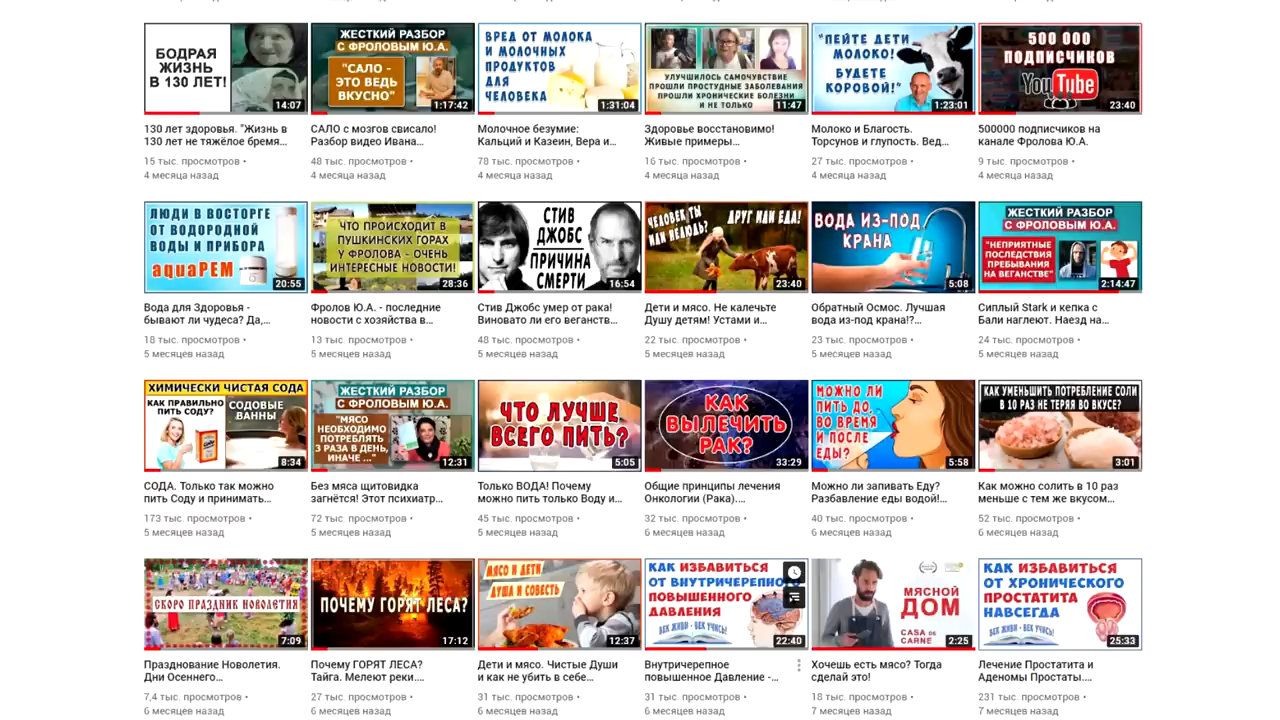 БОДРАЯ
ЖИЗНЬ
В 130 ЛЕТ!
14:07
ЖЕСТКИЙ РАЗБОР
С ФРОЛОВЫМ Ю.А.
"САЛО -
ЭТО ВЕДЬ
ВКУСНО"
1:17:42
ВРЕД ОТ МОЛОКА
И МОЛОЧНЫХ
ПРОДУКТОВ
ДЛЯ
ЧЕЛОВЕКА
1:31:04
УЛУЧШИЛОСЬ САМОЧУВСТВИЕ
ПРОШЛИ ПРОСТУДНЫЕ ЗАБОЛЕВАНИЯ
ПРОШЛИ ХРОНИЧЕСКИЕ БОЛЕЗНИ
И НЕ ТОЛЬКО
11:47
"ПЕЙТЕ ДЕТИ
МОЛОКО!
БУДЕТЕ
КОРОВОЙ!"
1:23:01
500 000
ПОДПИСЧИКОВ
YouTube
23:40
130 лет здоровья. "Жизнь в
130 лет не тяжёлое бремя...
15 тыс. просмотров •
4 месяца назад
САЛО с мозгов свисало!
Разбор видео Ивана...
48 тыс. просмотров •
4 месяца назад
Молочное безумие:
Кальций и Казеин, Вера и...
78 тыс. просмотров •
4 месяца назад
Здоровье восстановимо!
Живые примеры...
16 тыс. просмотров •
4 месяца назад
Молоко и Благость.
Торсунов и глупость. Вед...
27 тыс. просмотров •
4 месяца назад
500000 подписчиков на
канале Фролова Ю.А.
9 тыс. просмотров •
4 месяца назад
ЛЮДИ В ВОСТОРГЕ
ОТ ВОДОРОДНОЙ
ВОДЫ И ПРИБОРА
aquaPEM
20:55
ЧТО ПРОИСХОДИТ В
ПУШКИНСКИХ ГОРАХ
У ФРОЛОВА - ОЧЕНЬ
ИНТЕРЕСНЫЕ НОВОСТИ!
28:36
СТИВ
ДЖОБС
ПРИЧИНА
СМЕРТИ
16:54
ЧЕЛОВЕК ТЫ
ИЛИ НЕЛЮДЬ?
ДРУГ ИЛИ ЕДА!
23:40
ВОДА ИЗ-ПОД
КРАНА
5:08
ЖЕСТКИЙ РАЗБОР
С ФРОЛОВЫМ Ю.А.
"НЕПРИЯТНЫЕ
ПОСЛЕДСТВИЯ
ПРЕБЫВАНИЯ
НА ВЕГАНСТВЕ"
2:14:47
Вода для Здоровья -
бывают ли чудеса? Да,...
18 тыс. просмотров •
5 месяцев назад
Фролов Ю.А. - последние
новости с хозяйства в...
13 тыс. просмотров •
5 месяцев назад
Стив Джобс умер от рака!
Виновато ли его веганств...
48 тыс. просмотров •
5 месяцев назад
Дети и мясо. Не калечьте
Душу детям! Устами и...
22 тыс. просмотров •
5 месяцев назад
Обратный Осмос. Лучшая
вода из-под крана!?...
23 тыс. просмотров •
5 месяцев назад
Сиплый Stark и кепка с
Бали наглеют. Наезд на...
24 тыс. просмотров •
5 месяцев назад
ХИМИЧЕСКИ ЧИСТАЯ СОДА
КАК ПРАВИЛЬНО
ПИТЬ СОДУ?
СОДОВЫЕ
ВАННЫ
8:34
ЖЕСТКИЙ РАЗБОР
С ФРОЛОВЫМ Ю.А.
"МЯСО
НЕОБХОДИМО
ПОТРЕБЛЯТЬ
3 РАЗА В ДЕНЬ,
ИНАЧЕ ..."
12:31
ЧТО ЛУЧШЕ
ВСЕГО ПИТЬ?
5:05
КАК
ВЫЛЕЧИТЬ
РАК?
33:29
МОЖНО ЛИ
ПИТЬ ДО,
ВО ВРЕМЯ
И ПОСЛЕ
ЕДЫ?
5:58
КАК УМЕНЬШИТЬ ПОТРЕБЛЕНИЕ СОЛИ
В 10 РАЗ НЕ ТЕРЯЯ ВО ВКУСЕ?
3:01
СОДА. Только так можно
пить Соду и принимать...
173 тыс. просмотров •
5 месяцев назад
Без мяса щитовидка
загнётся! Этот психиатр...
72 тыс. просмотров •
5 месяцев назад
Только ВОДА! Почему
можно пить только Воду и...
45 тыс. просмотров •
5 месяцев назад
Общие принципы лечения
Онкологии (Рака)....
32 тыс. просмотров •
6 месяцев назад
Можно ли запивать Еду?
Разбавление еды водой!...
40 тыс. просмотров •
6 месяцев назад
Как можно солить в 10 раз
меньше с тем же вкусом...
52 тыс. просмотров •
6 месяцев назад
СКОРО ПРАЗДНИК НОВОЛЕТИЯ
7:09
ПОЧЕМУ ГОРЯТ ЛЕСА?
17:12
МЯСО И ДЕТИ
ДУША И СОВЕСТЬ
12:37
КАК ИЗБАВИТЬСЯ
ОТ ВНУТРИЧЕРЕПНОГО
ПОВЫШЕННОГО
ДАВЛЕНИЯ
ВЕК ЖИВИ - ВЕК УЧИСЬ!
22:40
МЯСНОЙ
ДОМ
CASA DE
CARNE
2:25
КАК ИЗБАВИТЬСЯ
ОТ ХРОНИЧЕСКОГО
ПРОСТАТИТА
НАВСЕГДА
ВЕК ЖИВИ - ВЕК УЧИСЬ!
25:33
Празднование Новолетия.
Дни Осеннего...
7,4 тыс. просмотров •
6 месяцев назад
Почему ГОРЯТ ЛЕСА?
Тайга. Мелеют реки....
27 тыс. просмотров •
6 месяцев назад
Дети и мясо. Чистые Души
и как не убить в себе...
31 тыс. просмотров •
6 месяцев назад
Внутричерепное
повышенное Давление -...
31 тыс. просмотров •
6 месяцев назад
Хочешь есть мясо? Тогда
сделай это!
18 тыс. просмотров •
7 месяцев назад
Лечение Простатита и
Аденомы Простаты....
231 тыс. просмотров •
7 месяцев назад